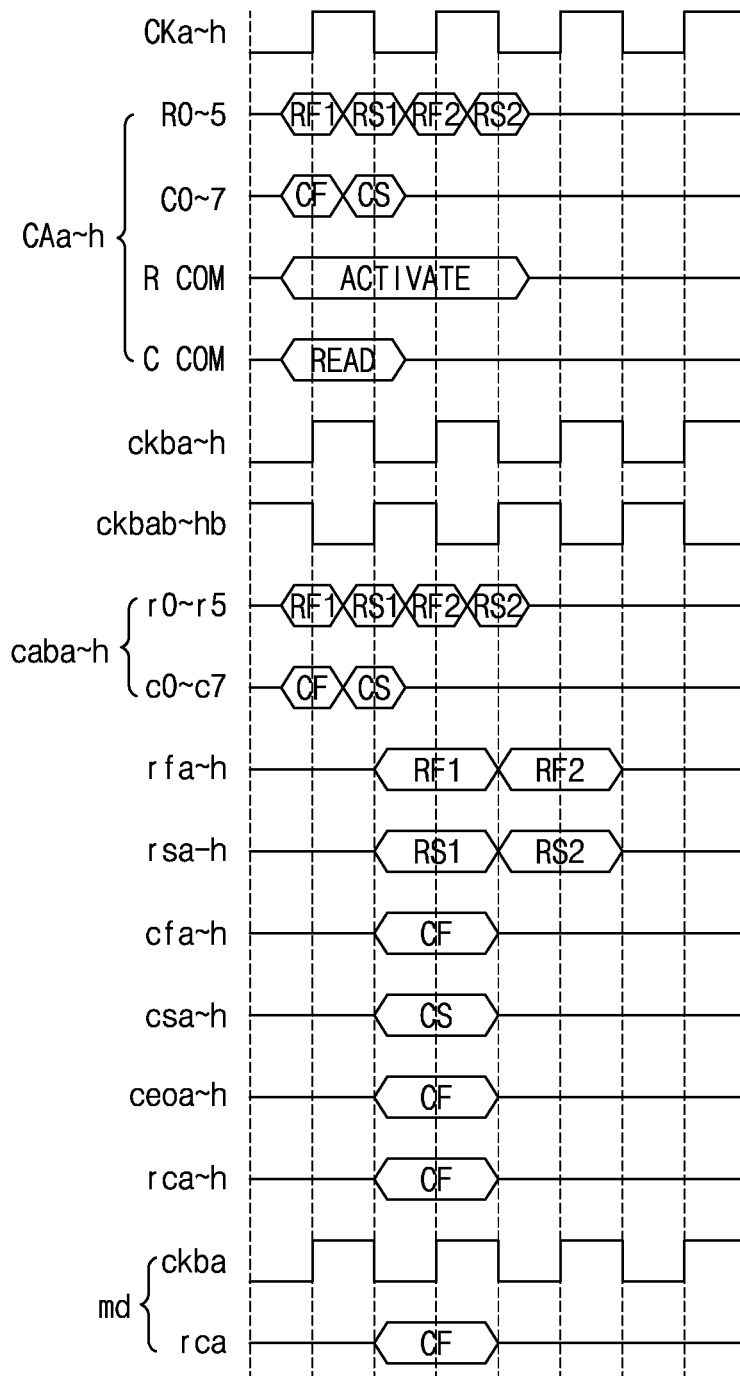 CKa~h
R0~5 RF1 RS1 RF2 RS2
C0~7 CF CS
CAa~h
R COM ACTIVATE
C COM READ
ckba~h
ckbab~hb
r0~r5 RF1 RS1 RF2 RS2
caba~h
c0~c7 CF CS
rfa~h RF1 RF2
rsa-h RS1 RS2
cfa~h CF
csa~h CS
ceoa~h CF
rca~h CF
ckba
md
rca CF